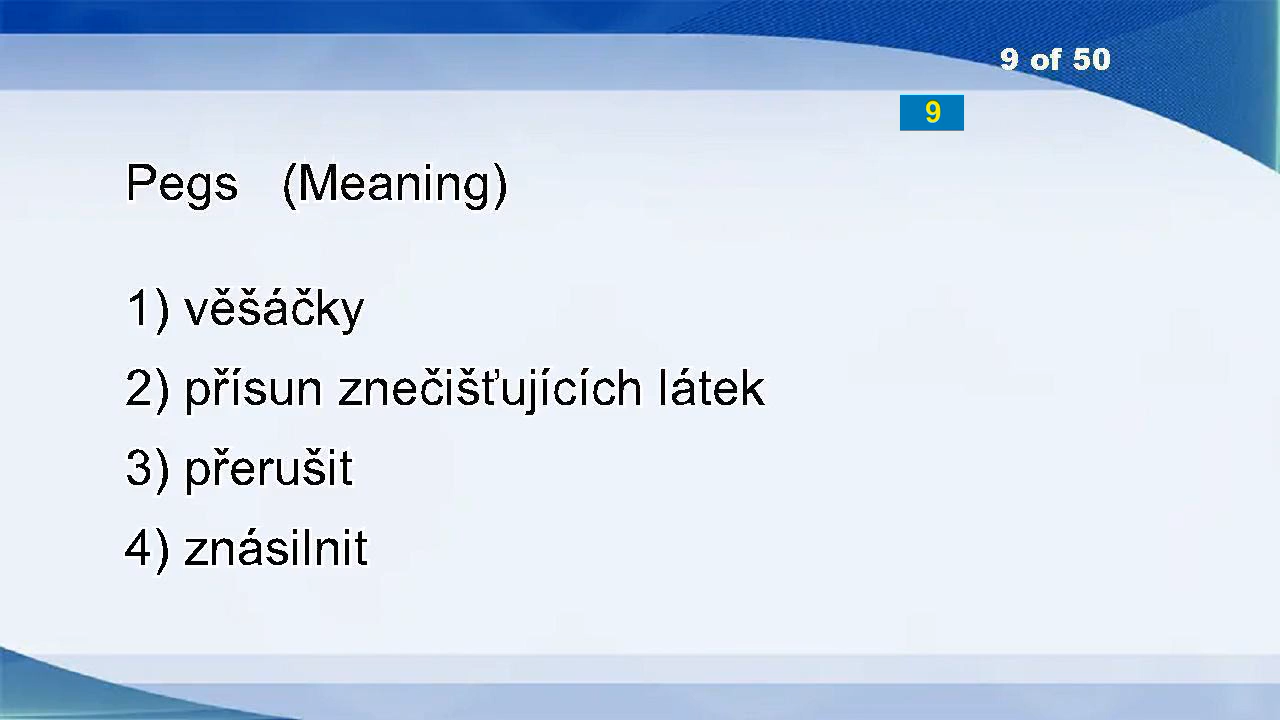 9 of 50
9
Pegs (Meaning)
1) věšáčky
2) přísun znečišťujících látek
3) přerušit
4) znásilnit